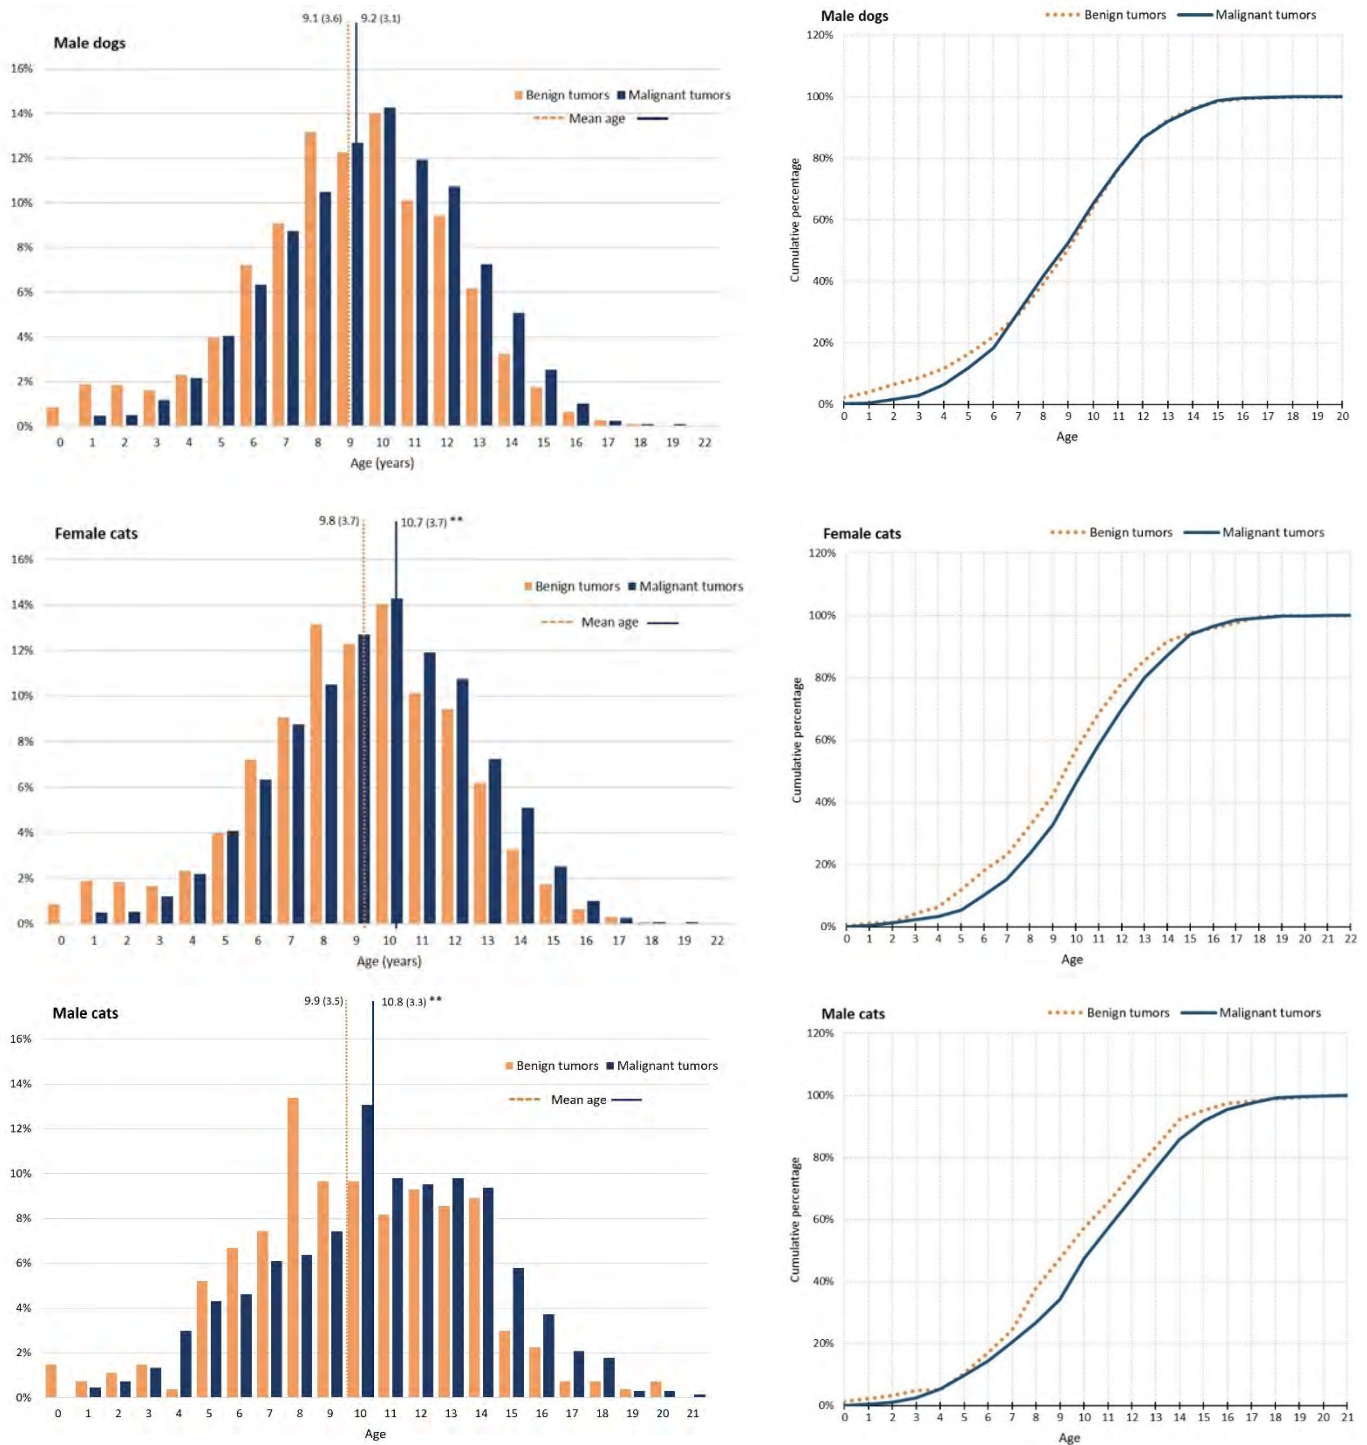 9.1 (3.6) 9.2 (3.1)
Male dogs
Benign tumors Malignant tumors
Mean age
16%
14%
12%
10%
8%
6%
4%
2%
0%
0 1 2 3 4 5 6 7 8 9 10 11 12 13 14 15 16 17 18 19 22
Age (years)
Male dogs
Benign tumors Malignant tumors
120%
100%
80%
60%
40%
20%
0%
Cumulative percentage
0 1 2 3 4 5 6 7 8 9 10 11 12 13 14 15 16 17 18 19 20
Age
9.8 (3.7) 10.7 (3.7) **
Female cats
Benign tumors Malignant tumors
Mean age
16%
14%
12%
10%
8%
6%
4%
2%
0%
0 1 2 3 4 5 6 7 8 9 10 11 12 13 14 15 16 17 18 19 22
Age (years)
Female cats
Benign tumors Malignant tumors
120%
100%
80%
60%
40%
20%
0%
Cumulative percentage
0 1 2 3 4 5 6 7 8 9 10 11 12 13 14 15 16 17 18 19 20 21 22
Age
9.9 (3.5) 10.8 (3.3) **
Male cats
Benign tumors Malignant tumors
Mean age
16%
14%
12%
10%
8%
6%
4%
2%
0%
0 1 2 3 4 5 6 7 8 9 10 11 12 13 14 15 16 17 18 19 20 21
Age
Male cats
Benign tumors Malignant tumors
120%
100%
80%
60%
40%
20%
0%
Cumulative percentage
0 1 2 3 4 5 6 7 8 9 10 11 12 13 14 15 16 17 18 19 20 21
Age